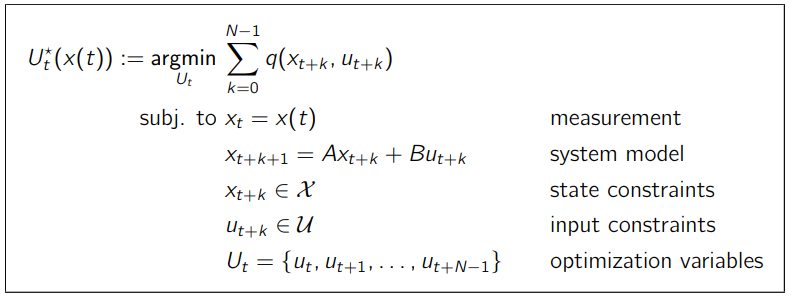 U_t^⋆(x(t)) := argmin_{U_t} ∑_{k=0}^{N−1} q(x_{t+k}, u_{t+k})
subj. to x_t = x(t) measurement
x_{t+k+1} = Ax_{t+k} + Bu_{t+k} system model
x_{t+k} ∈ 𝒳 state constraints
u_{t+k} ∈ 𝒰 input constraints
U_t = {u_t, u_{t+1}, . . . , u_{t+N−1}} optimization variables